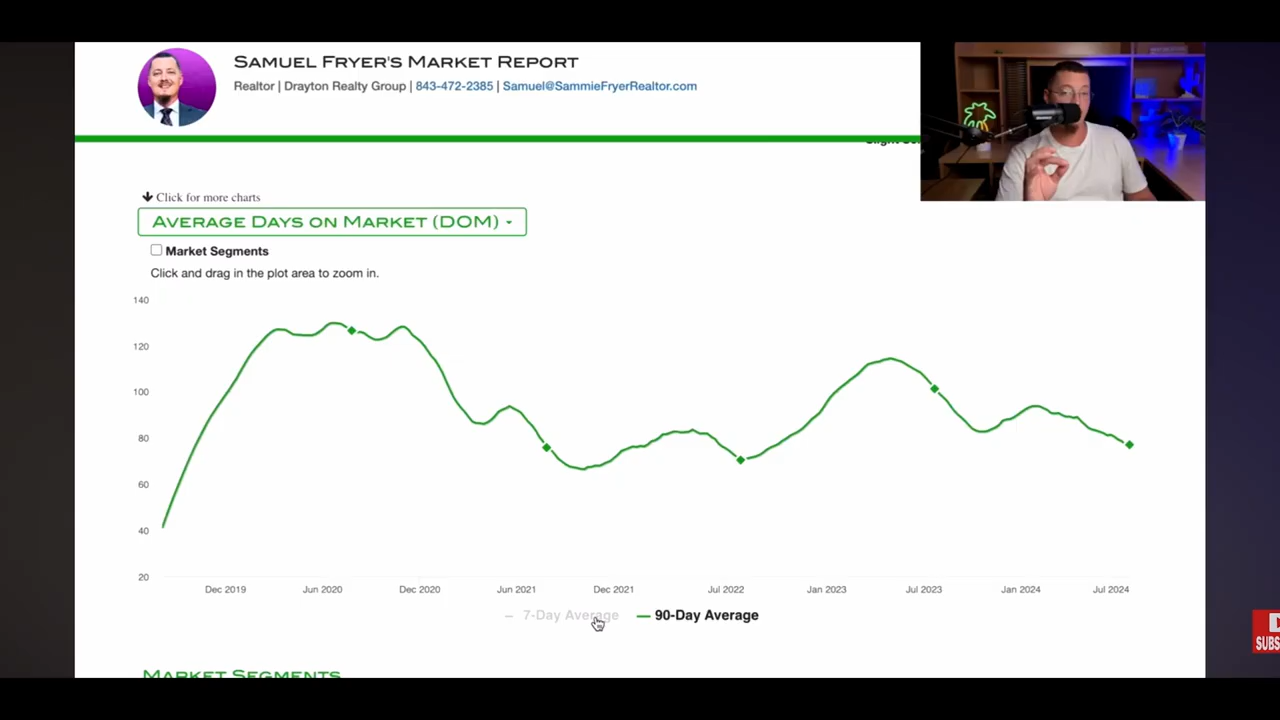 SAMUEL FRYER'S MARKET REPORT
Realtor | Drayton Realty Group | 843-472-2385 | Samuel@SammieFryerRealtor.com
Click for more charts
AVERAGE DAYS ON MARKET (DOM)
Market Segments
Click and drag in the plot area to zoom in.
140
120
100
80
60
40
20
Dec 2019 Jun 2020 Dec 2020 Jun 2021 Dec 2021 Jul 2022 Jan 2023 Jul 2023 Jan 2024 Jul 2024
7-Day Average 90-Day Average
MARKET SEGMENTS